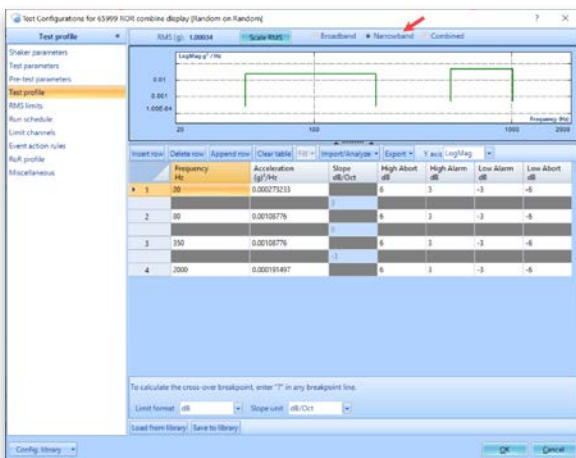 Test Configurations for 65999 ROR combine display [Random on Random]
Test profile
Shaker parameters
Test parameters
Pre-test parameters
Test profile
RMS limits
Run schedule
Limit channels
Event action rules
RoR profile
Miscellaneous
RMS (g): 1.00034 Scale RMS Broadband Narrowband Combined
LogMag g²/Hz
0.01
0.001
1.00E-04
Frequency (Hz)
20 100 1000 2000
Insert row Delete row Append row Clear table Fill Import/Analyze Export Y axis LogMag
Frequency Hz Acceleration (g)²/Hz Slope dB/Oct High Abort dB High Alarm dB Low Alarm dB Low Abort dB
1 20 0.000273233 6 3 -3 -6
3
2 80 0.00108776 6 3 -3 -6
0
3 350 0.00108776 6 3 -3 -6
-3
4 2000 0.000191497 6 3 -3 -6
To calculate the cross-over breakpoint, enter "?" in any breakpoint line.
Limit format dB Slope unit dB/Oct
Load from library Save to library
Config. library OK Cancel